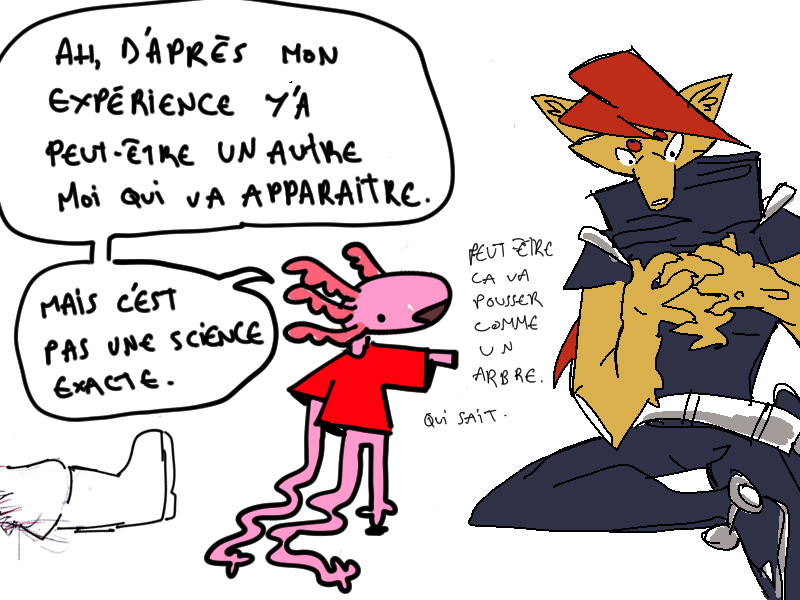 AH, D'APRÈS MON
EXPÉRIENCE Y'A
PEUT-ÊTRE UN AUTRE
MOI QUI VA APPARAITRE.
MAIS C'EST
PAS UNE SCIENCE
EXACTE.
PEUT ÊTRE
CA VA
POUSSER
COMME
UN
ARBRE.
QUI SAIT.